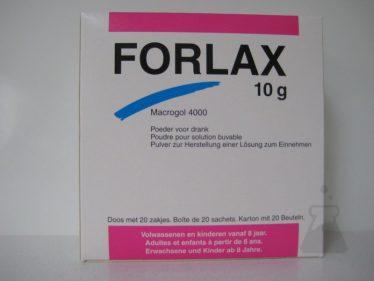 FORLAX
10 g
Macrogol 4000
Poeder voor drank
Poudre pour solution buvable
Pulver zur Herstellung einer Lösung zum Einnehmen
Doos met 20 zakjes. Boîte de 20 sachets. Karton mit 20 Beuteln.
Volwassenen en kinderen vanaf 8 jaar.
Adultes et enfants à partir de 8 ans.
Erwachsene und Kinder ab 8 Jahre.